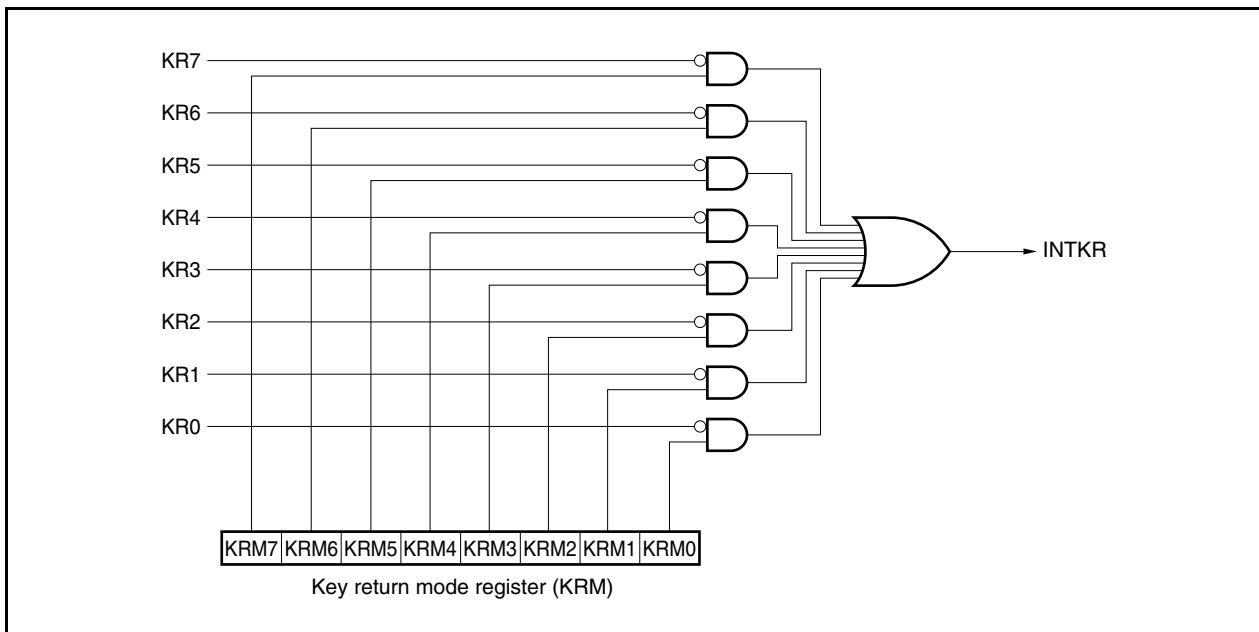 KR7
KR6
KR5
KR4
KR3
KR2
KR1
KR0
INTKR
KRM7 KRM6 KRM5 KRM4 KRM3 KRM2 KRM1 KRM0
Key return mode register (KRM)